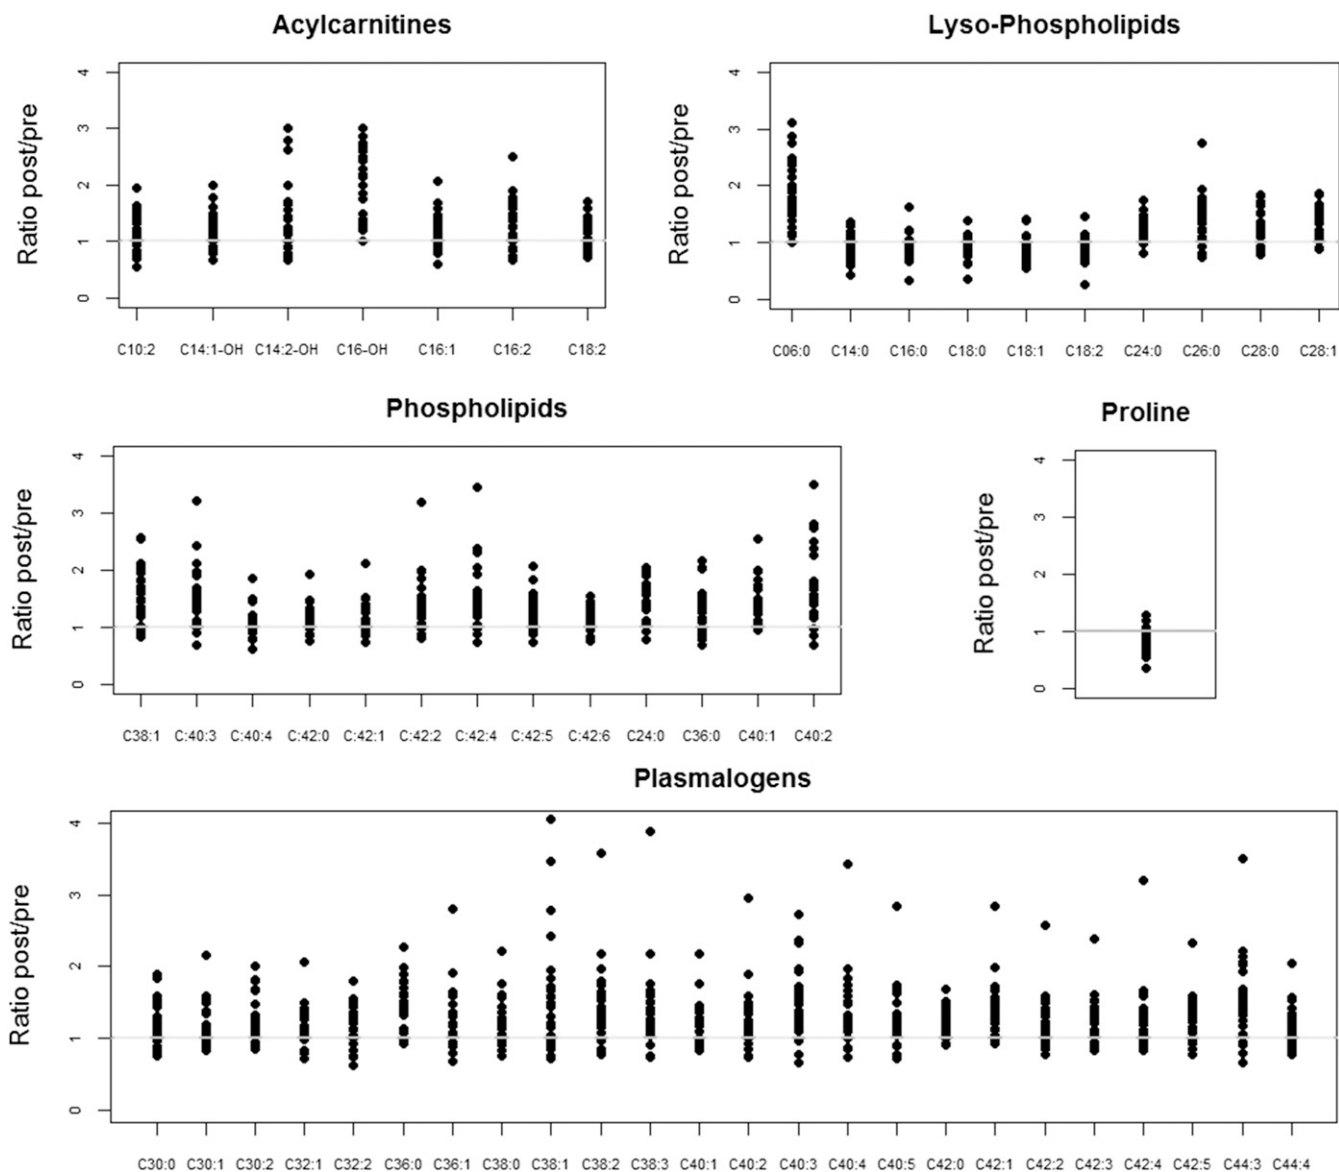 Acylcarnitines
Ratio post/pre
4
3
2
1
0
C10:2 C14:1-OH C14:2-OH C16-OH C16:1 C16:2 C18:2
Lyso-Phospholipids
Ratio post/pre
4
3
2
1
0
C06:0 C14:0 C16:0 C18:0 C18:1 C18:2 C24:0 C26:0 C28:0 C28:1
Phospholipids
Ratio post/pre
4
3
2
1
0
C38:1 C:40:3 C:40:4 C:42:0 C:42:1 C:42:2 C:42:4 C:42:5 C:42:6 C24:0 C36:0 C40:1 C40:2
Proline
Ratio post/pre
4
3
2
1
0
Plasmalogens
Ratio post/pre
4
3
2
1
0
C30:0 C30:1 C30:2 C32:1 C32:2 C36:0 C36:1 C38:0 C38:1 C38:2 C38:3 C40:1 C40:2 C40:3 C40:4 C40:5 C42:0 C42:1 C42:2 C42:3 C42:4 C42:5 C44:3 C44:4